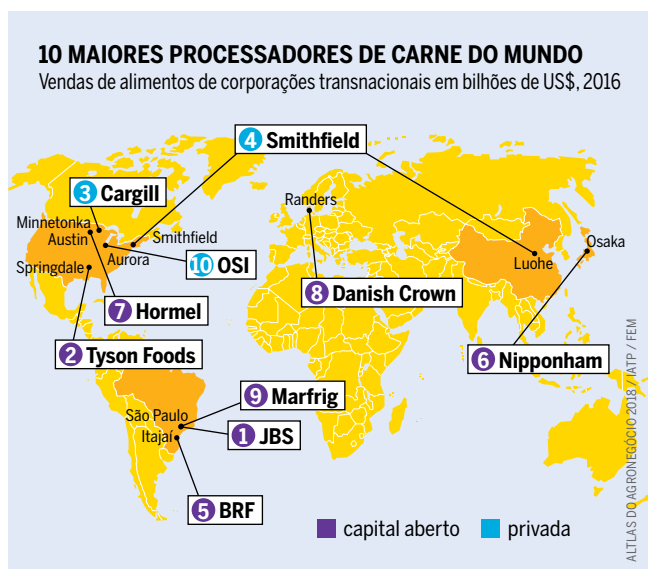 10 MAIORES PROCESSADORES DE CARNE DO MUNDO
Vendas de alimentos de corporações transnacionais em bilhões de US$, 2016
4 Smithfield
3 Cargill
Randers
Minnetonka
Austin
Smithfield
Osaka
Aurora
Luohe
Springdale
10 OSI
8 Danish Crown
7 Hormel
2 Tyson Foods
6 Nipponham
9 Marfrig
São Paulo
1 JBS
Itajaí
5 BRF
capital aberto
privada
ALTLAS DO AGRONEGÓCIO 2018 / IATP / FEM